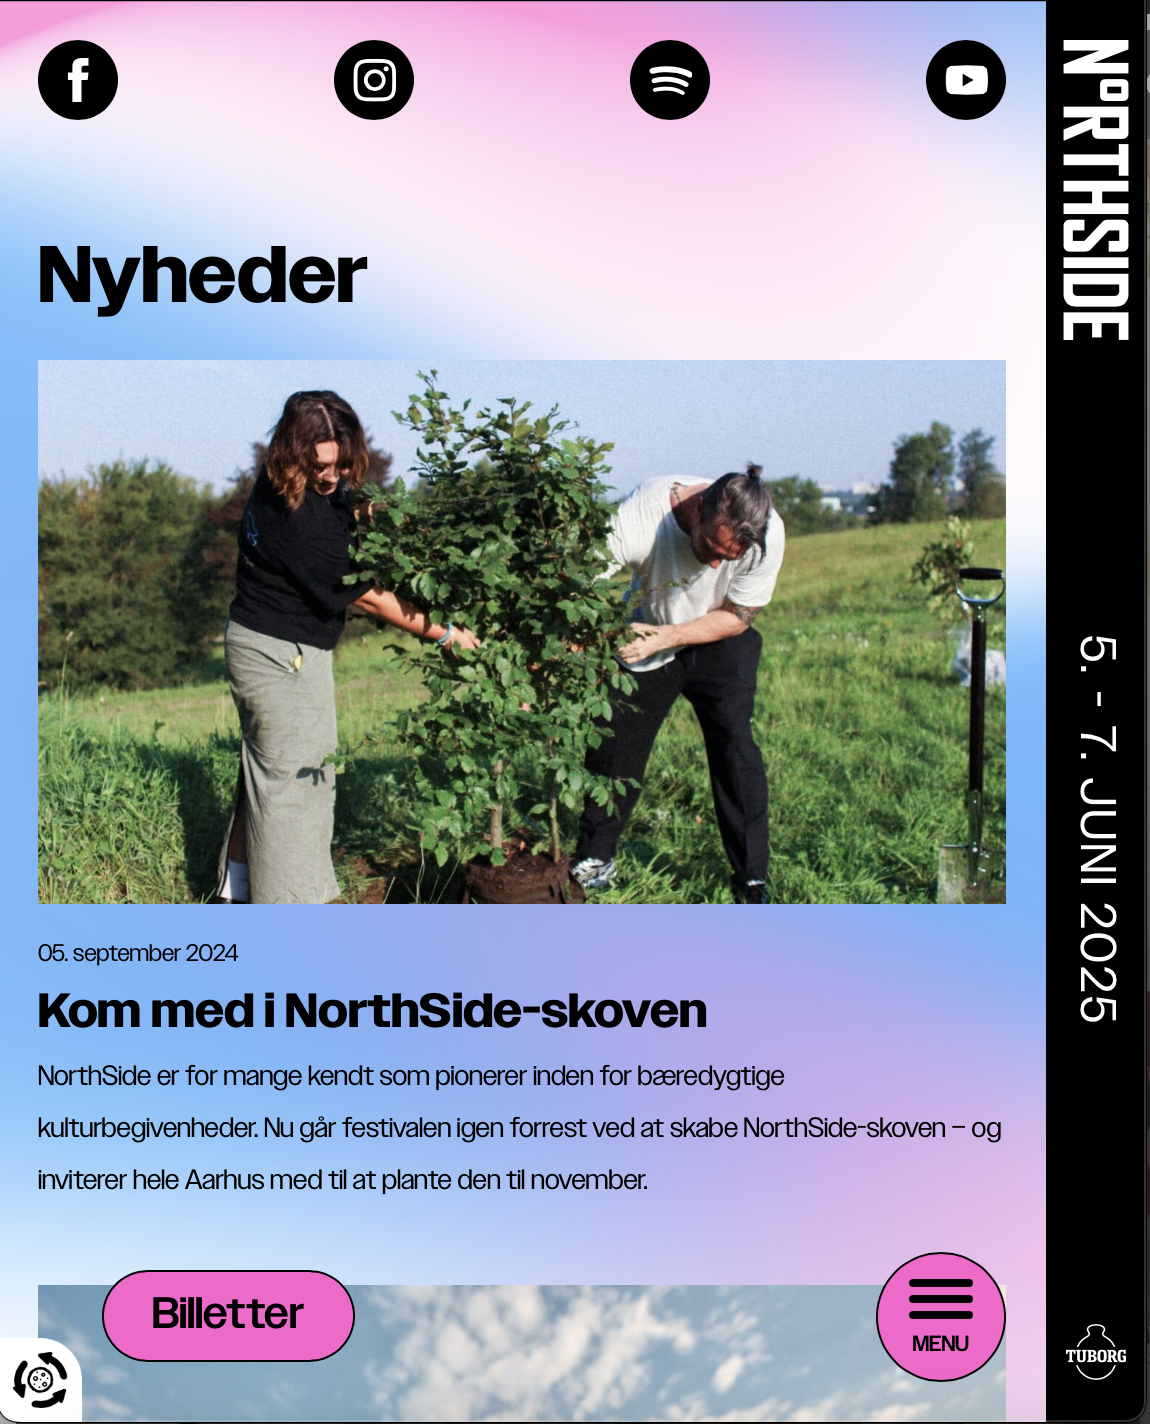 NORTHSIDE
Nyheder
05. september 2024
Kom med i NorthSide-skoven
NorthSide er for mange kendt som pionerer inden for bæredygtige
kulturbegivenheder. Nu går festivalen igen forrest ved at skabe NorthSide-skoven – og
inviterer hele Aarhus med til at plante den til november.
Billetter
MENU
5. - 7. JUNI 2025
TUBORG